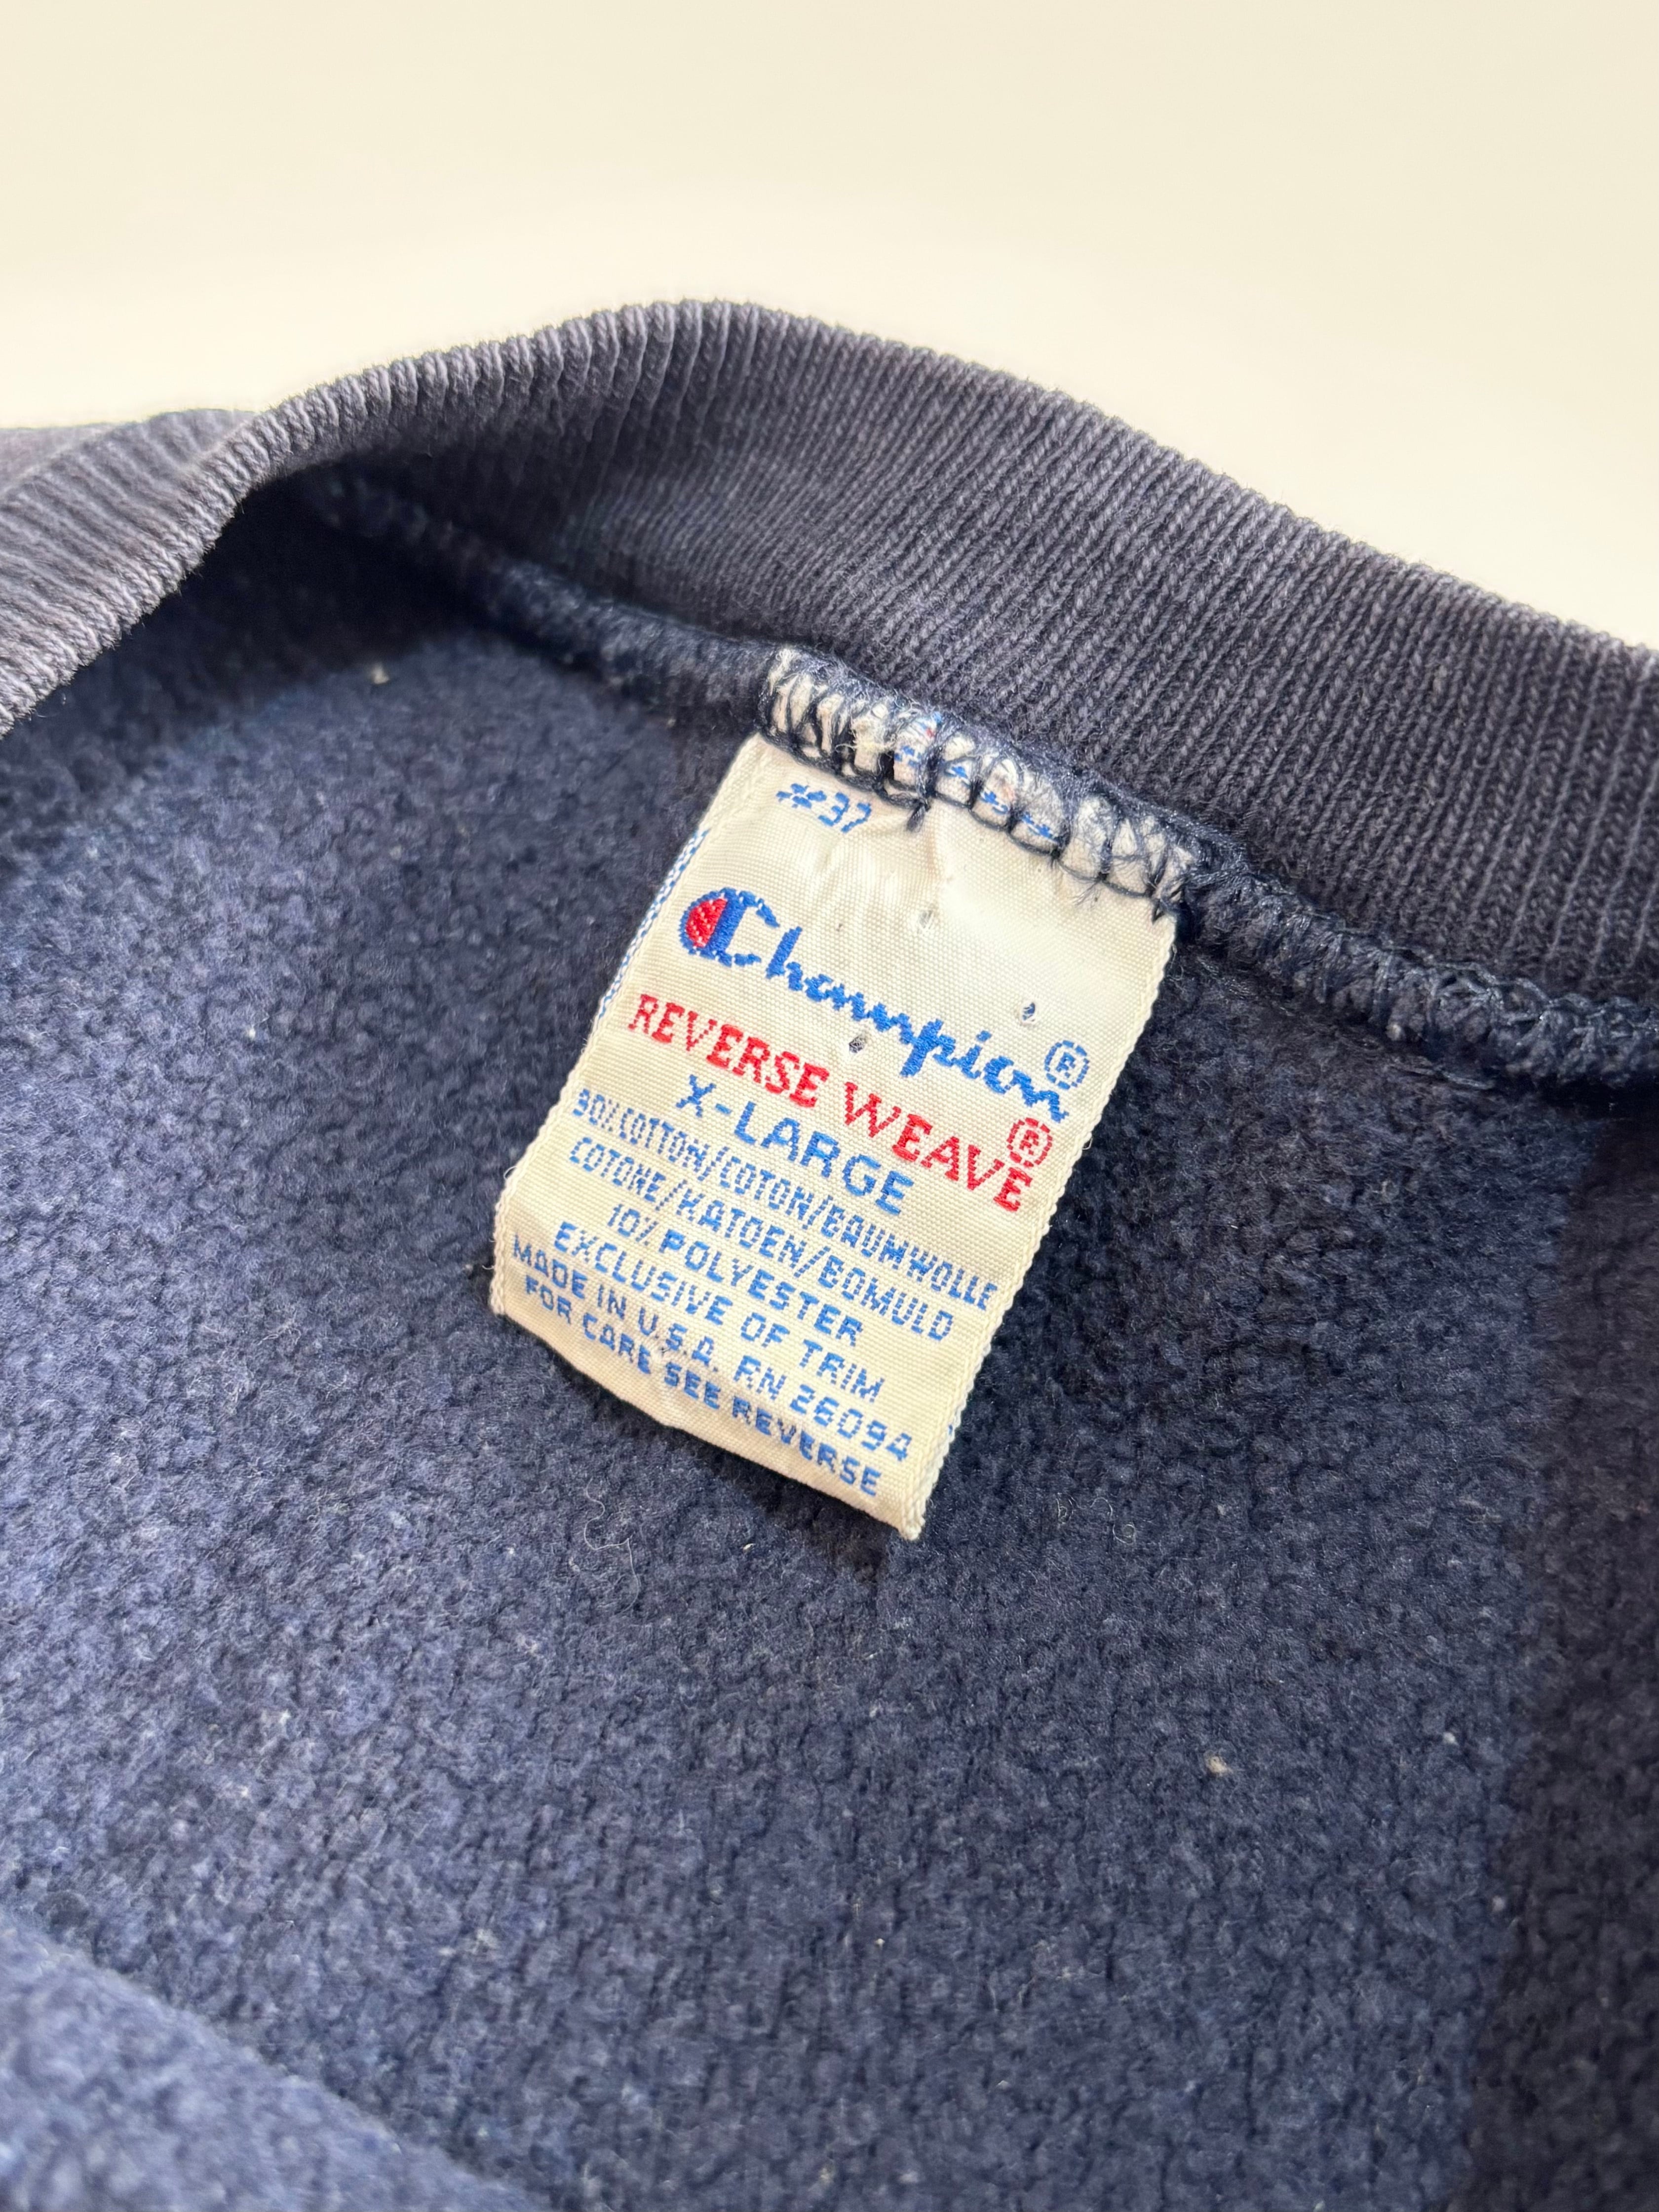 #37
Champion®
REVERSE WEAVE®
X-LARGE
90% COTTON/COTON/BAUMWOLLE
COTONE/KATOEN/BOMULD
10% POLYESTER
EXCLUSIVE OF TRIM
MADE IN U.S.A. RN 26094
FOR CARE SEE REVERSE